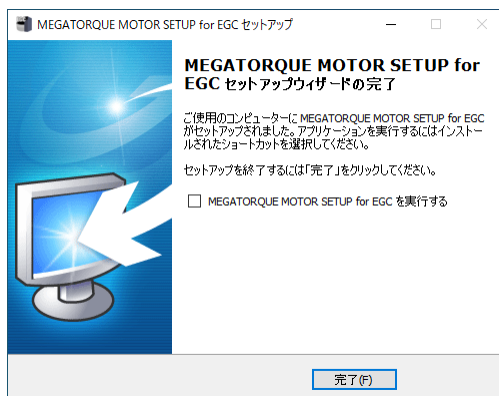 MEGATORQUE MOTOR SETUP for EGC セットアップ
MEGATORQUE MOTOR SETUP for
EGC セットアップウィザードの完了
ご使用のコンピューターに MEGATORQUE MOTOR SETUP for EGC
がセットアップされました。アプリケーションを実行するにはインストー
ルされたショートカットを選択してください。
セットアップを終了するには「完了」をクリックしてください。
MEGATORQUE MOTOR SETUP for EGC を実行する
完了(F)